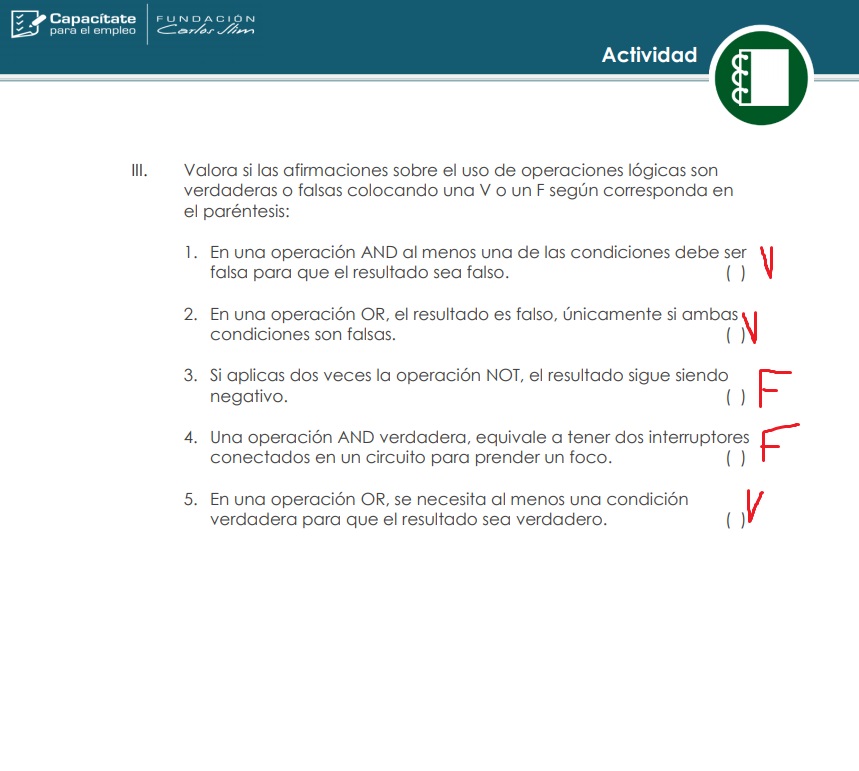 Capacítate
para el empleo
FUNDACIÓN
Carlos Slim
Actividad
III. Valora si las afirmaciones sobre el uso de operaciones lógicas son
verdaderas o falsas colocando una V o un F según corresponda en
el paréntesis:
1. En una operación AND al menos una de las condiciones debe ser
falsa para que el resultado sea falso. ( ) V
2. En una operación OR, el resultado es falso, únicamente si ambas
condiciones son falsas. ( ) V
3. Si aplicas dos veces la operación NOT, el resultado sigue siendo
negativo. ( ) F
4. Una operación AND verdadera, equivale a tener dos interruptores
conectados en un circuito para prender un foco. ( ) F
5. En una operación OR, se necesita al menos una condición
verdadera para que el resultado sea verdadero. ( ) V